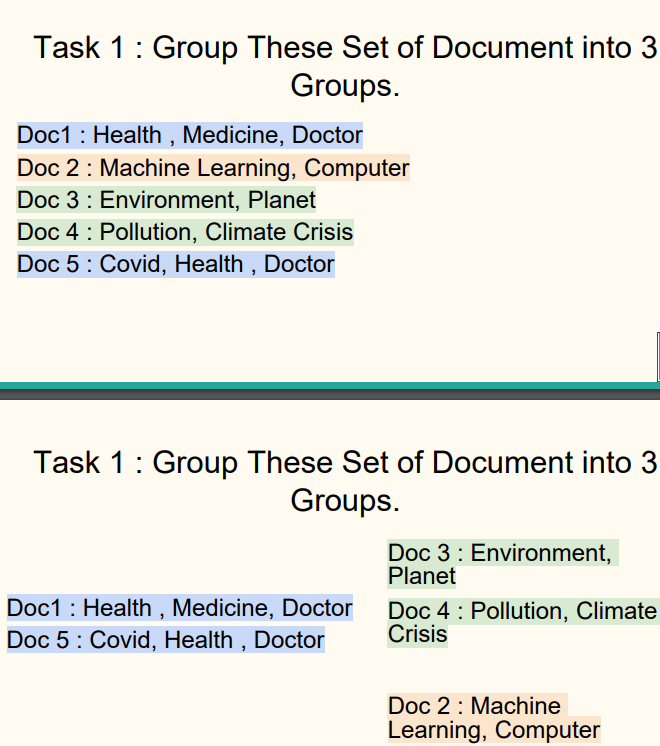 Task 1 : Group These Set of Document into 3
Groups.
Doc1 : Health , Medicine, Doctor
Doc 2 : Machine Learning, Computer
Doc 3 : Environment, Planet
Doc 4 : Pollution, Climate Crisis
Doc 5 : Covid, Health , Doctor
Task 1 : Group These Set of Document into 3
Groups.
Doc1 : Health , Medicine, Doctor
Doc 5 : Covid, Health , Doctor
Doc 3 : Environment,
Planet
Doc 4 : Pollution, Climate
Crisis
Doc 2 : Machine
Learning, Computer